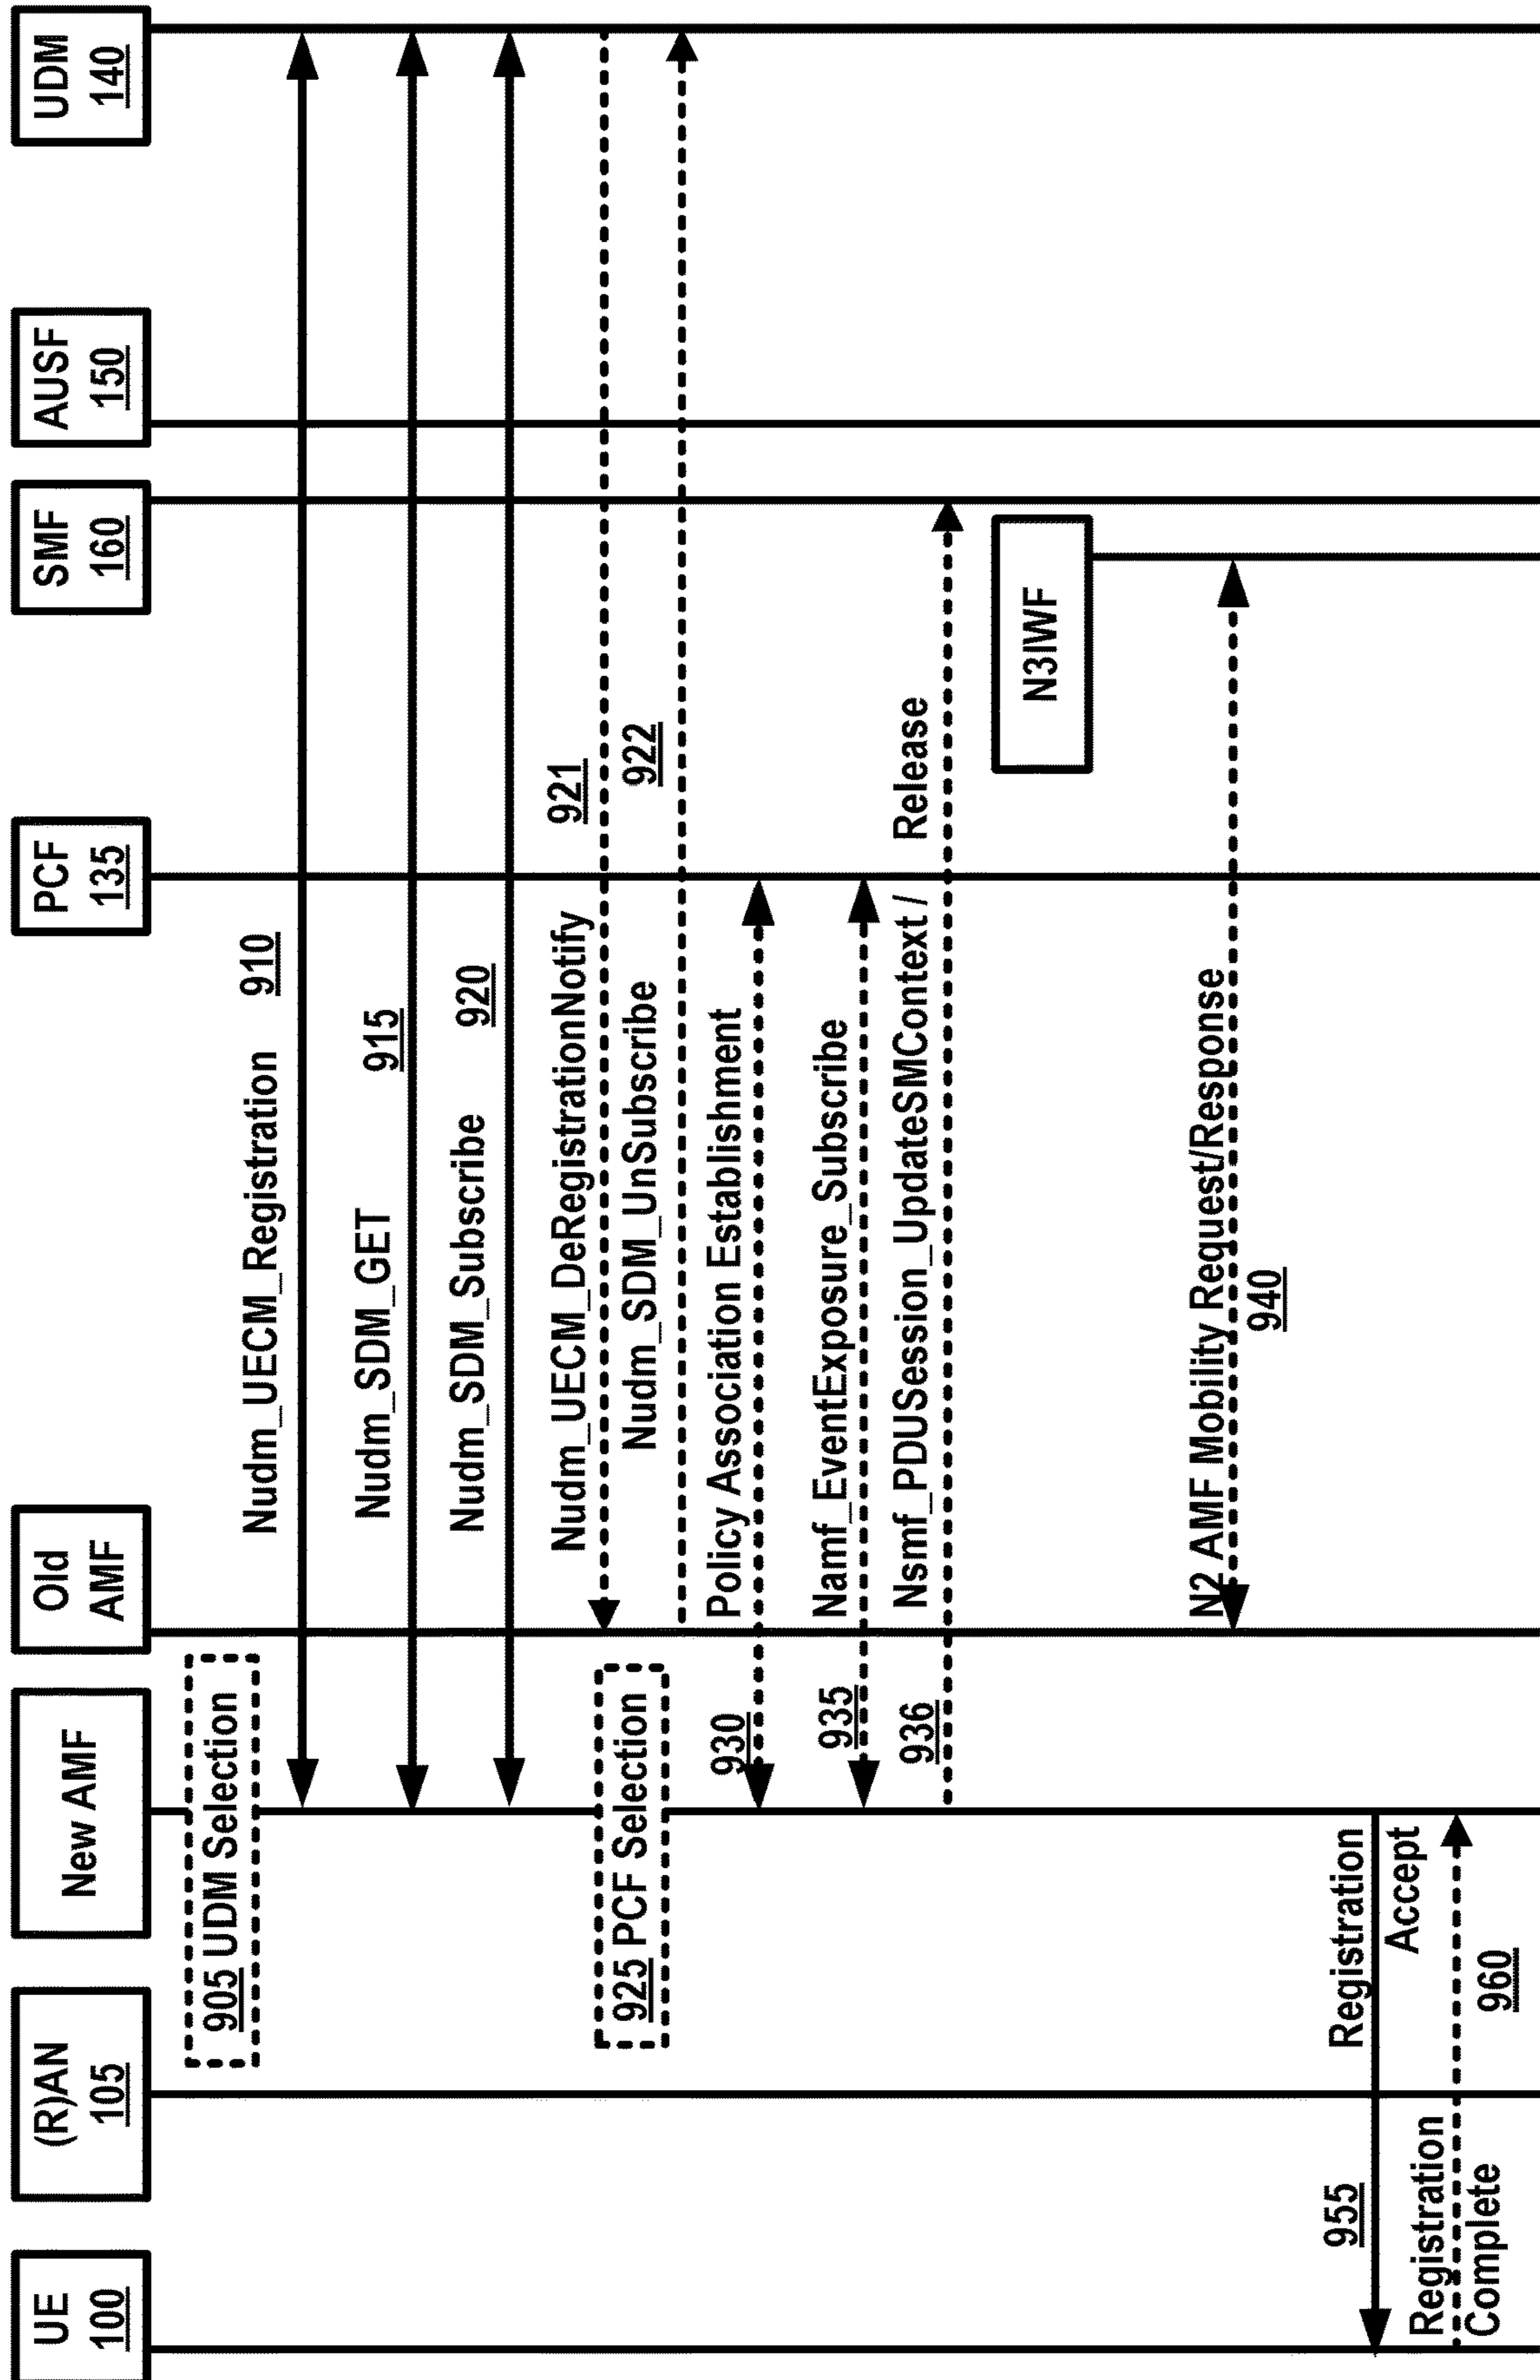 UE
100
(R)AN
105
New AMF
Old
AMF
PCF
135
SMF
160
AUSF
150
UDM
140
905 UDM Selection
Nudm_UECM_Registration 910
Nudm_SDM_GET 915
Nudm_SDM_Subscribe 920
Nudm_UECM_DeRegistrationNotify 921
925 PCF Selection
Nudm_SDM_UnSubscribe 922
930 Policy Association Establishment
935 Namf_EventExposure_Subscribe
936 Nsmf_PDUSession_UpdateSMContext / Release
N3IWF
N2 AMF Mobility Request/Response
940
955 Registration
Accept
Registration
Complete 960